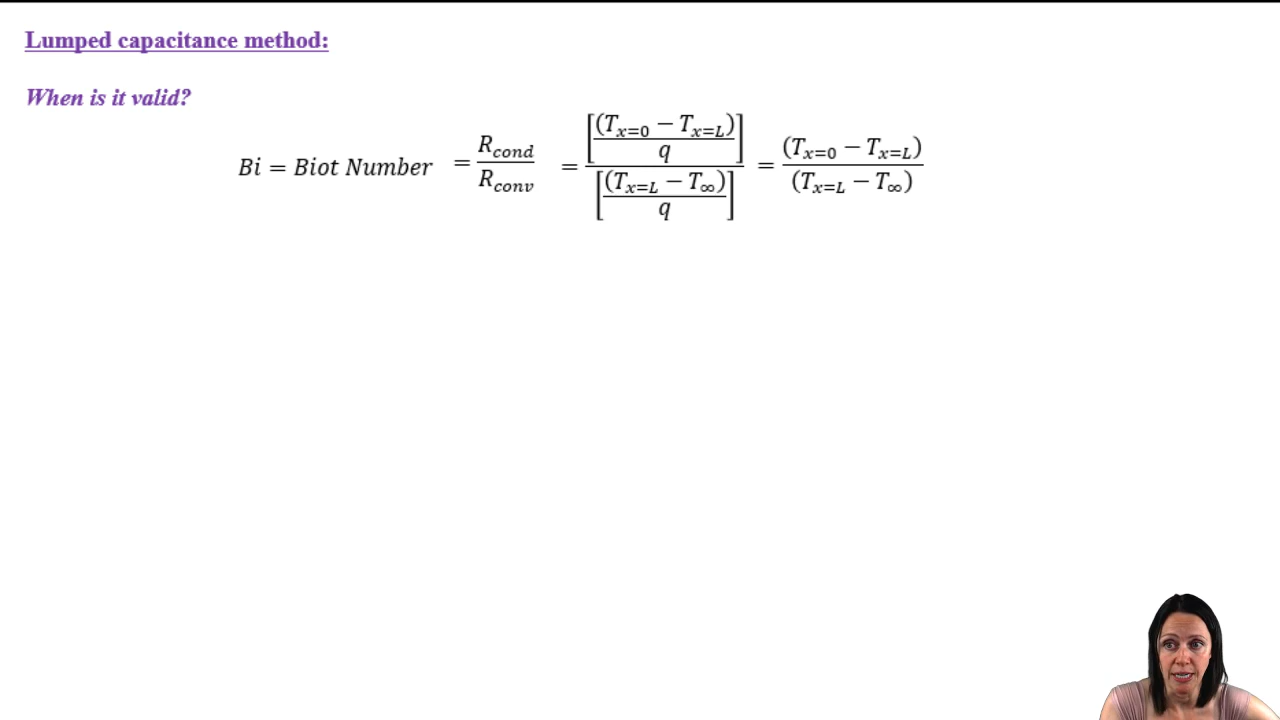 Lumped capacitance method:
When is it valid?
Bi = Biot Number = R_cond / R_conv = [(T_x=0 − T_x=L) / q] / [(T_x=L − T_∞) / q] = (T_x=0 − T_x=L) / (T_x=L − T_∞)